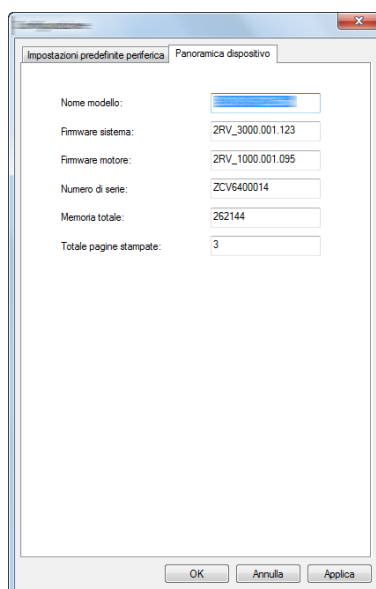 Impostazioni predefinite periferica Panoramica dispositivo
Nome modello:
Firmware sistema: 2RV_3000.001.123
Firmware motore: 2RV_1000.001.095
Numero di serie: ZCV6400014
Memoria totale: 262144
Totale pagine stampate: 3
OK Annulla Applica